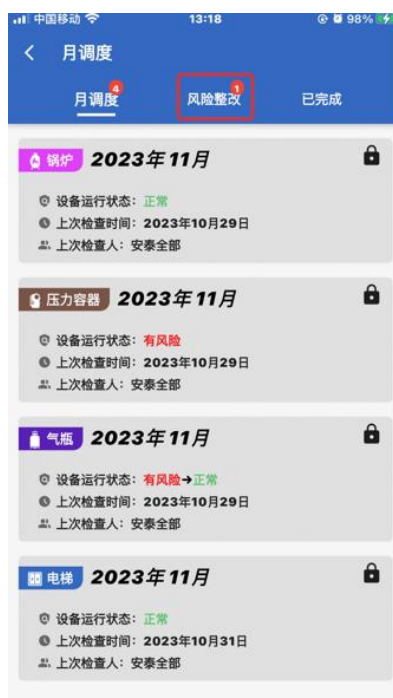 中国移动 13:18 98%
月调度
月调度 4 风险整改 1 已完成
锅炉 2023年11月
设备运行状态：正常
上次检查时间：2023年10月29日
上次检查人：安泰全部
压力容器 2023年11月
设备运行状态：有风险
上次检查时间：2023年10月29日
上次检查人：安泰全部
气瓶 2023年11月
设备运行状态：有风险→正常
上次检查时间：2023年10月29日
上次检查人：安泰全部
电梯 2023年11月
设备运行状态：正常
上次检查时间：2023年10月31日
上次检查人：安泰全部